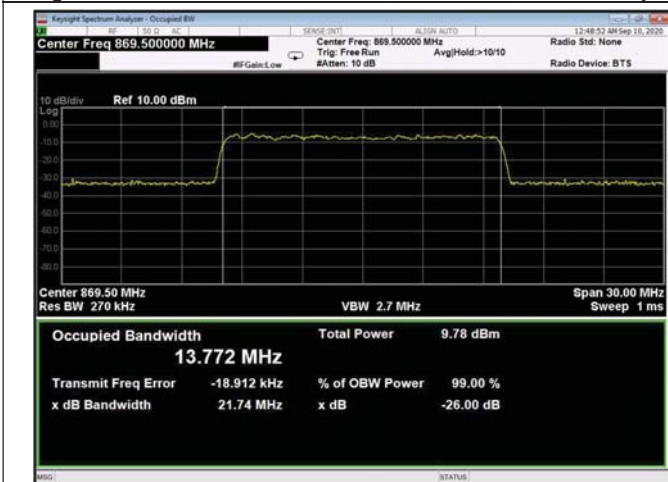 Keysight Spectrum Analyzer - Occupied BW
RF 50 Ω AC SENSE:INT ALIGN AUTO 12:48:52 AM Sep 10, 2020
Center Freq 869.500000 MHz Center Freq: 869.500000 MHz Radio Std: None
Trig: Free Run Avg|Hold:>10/10
#IFGain:Low #Atten: 10 dB Radio Device: BTS
10 dB/div Ref 10.00 dBm
Log
0.00
-10.0
-20.0
-30.0
-40.0
-50.0
-60.0
-70.0
-80.0
Center 869.50 MHz Span 30.00 MHz
Res BW 270 kHz VBW 2.7 MHz Sweep 1 ms
Occupied Bandwidth Total Power 9.78 dBm
13.772 MHz
Transmit Freq Error -18.912 kHz % of OBW Power 99.00 %
x dB Bandwidth 21.74 MHz x dB -26.00 dB
MSG STATUS